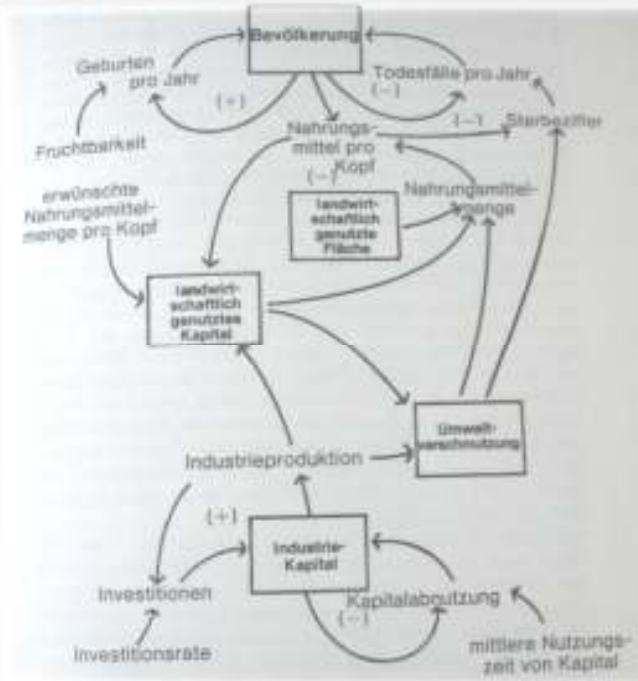 Bevölkerung
Geburten
pro Jahr
Todesfälle pro Jahr
(+)
(−)
Fruchtbarkeit
Nahrungs-
mittel pro
Kopf
(−)
Sterbeziffer
(−)
erwünschte
Nahrungsmittel-
menge pro Kopf
Nahrungsmittel-
menge
landwirt-
schaftlich
genutzte
Fläche
landwirt-
schaftlich
genutztes
Kapital
Umwelt-
verschmutzung
Industrieproduktion
(+)
Industrie-
Kapital
Investitionen
Kapitalabnutzung
(−)
Investitionsrate
mittlere Nutzungs-
zeit von Kapital